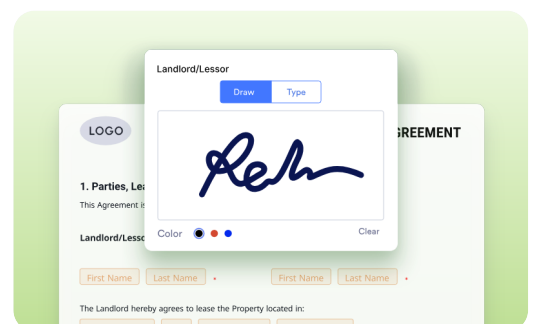 Landlord/Lessor
Draw Type
LOGO
GREEMENT
1. Parties, Lea
This Agreement is
Landlord/Lesso
Color Clear
First Name Last Name * First Name Last Name *
The Landlord hereby agrees to lease the Property located in: